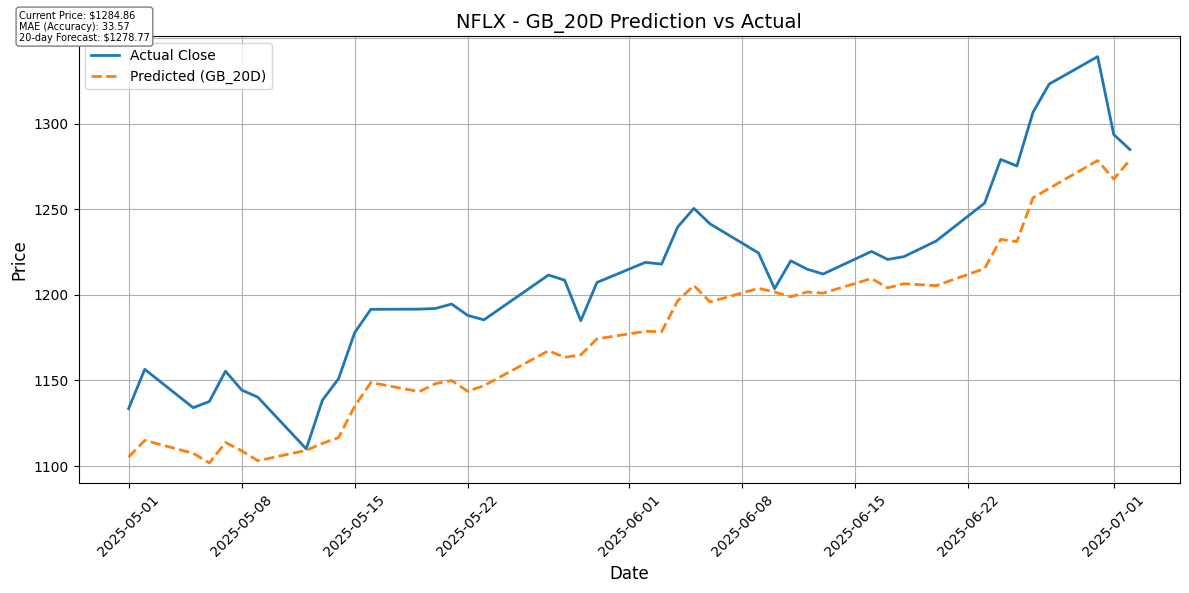 Current Price: $1284.86
MAE (Accuracy): 33.57
20-day Forecast: $1278.77
NFLX - GB_20D Prediction vs Actual
Actual Close
Predicted (GB_20D)
Price
1300
1250
1200
1150
1100
2025-05-01
2025-05-08
2025-05-15
2025-05-22
2025-06-01
2025-06-08
2025-06-15
2025-06-22
2025-07-01
Date